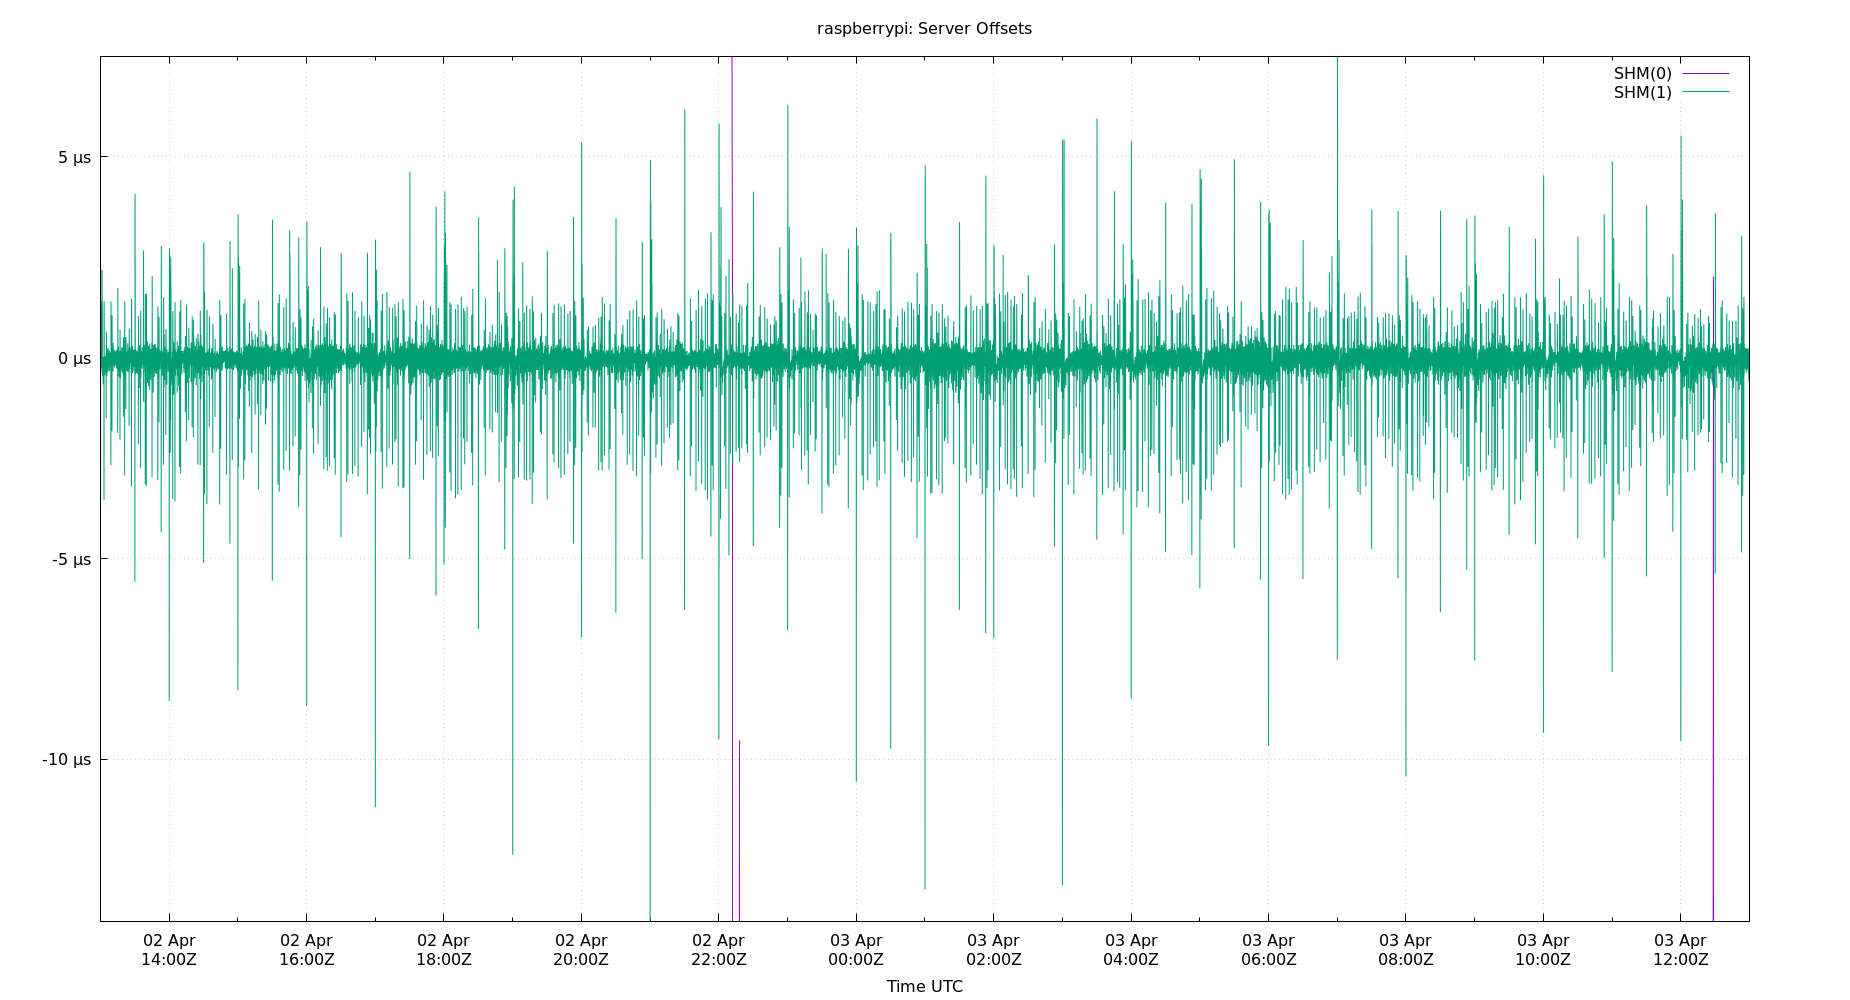 raspberrypi: Server Offsets
SHM(0)
SHM(1)
5 µs
0 µs
-5 µs
-10 µs
02 Apr 02 Apr 02 Apr 02 Apr 02 Apr 03 Apr 03 Apr 03 Apr 03 Apr 03 Apr 03 Apr 03 Apr
14:00Z 16:00Z 18:00Z 20:00Z 22:00Z 00:00Z 02:00Z 04:00Z 06:00Z 08:00Z 10:00Z 12:00Z
Time UTC